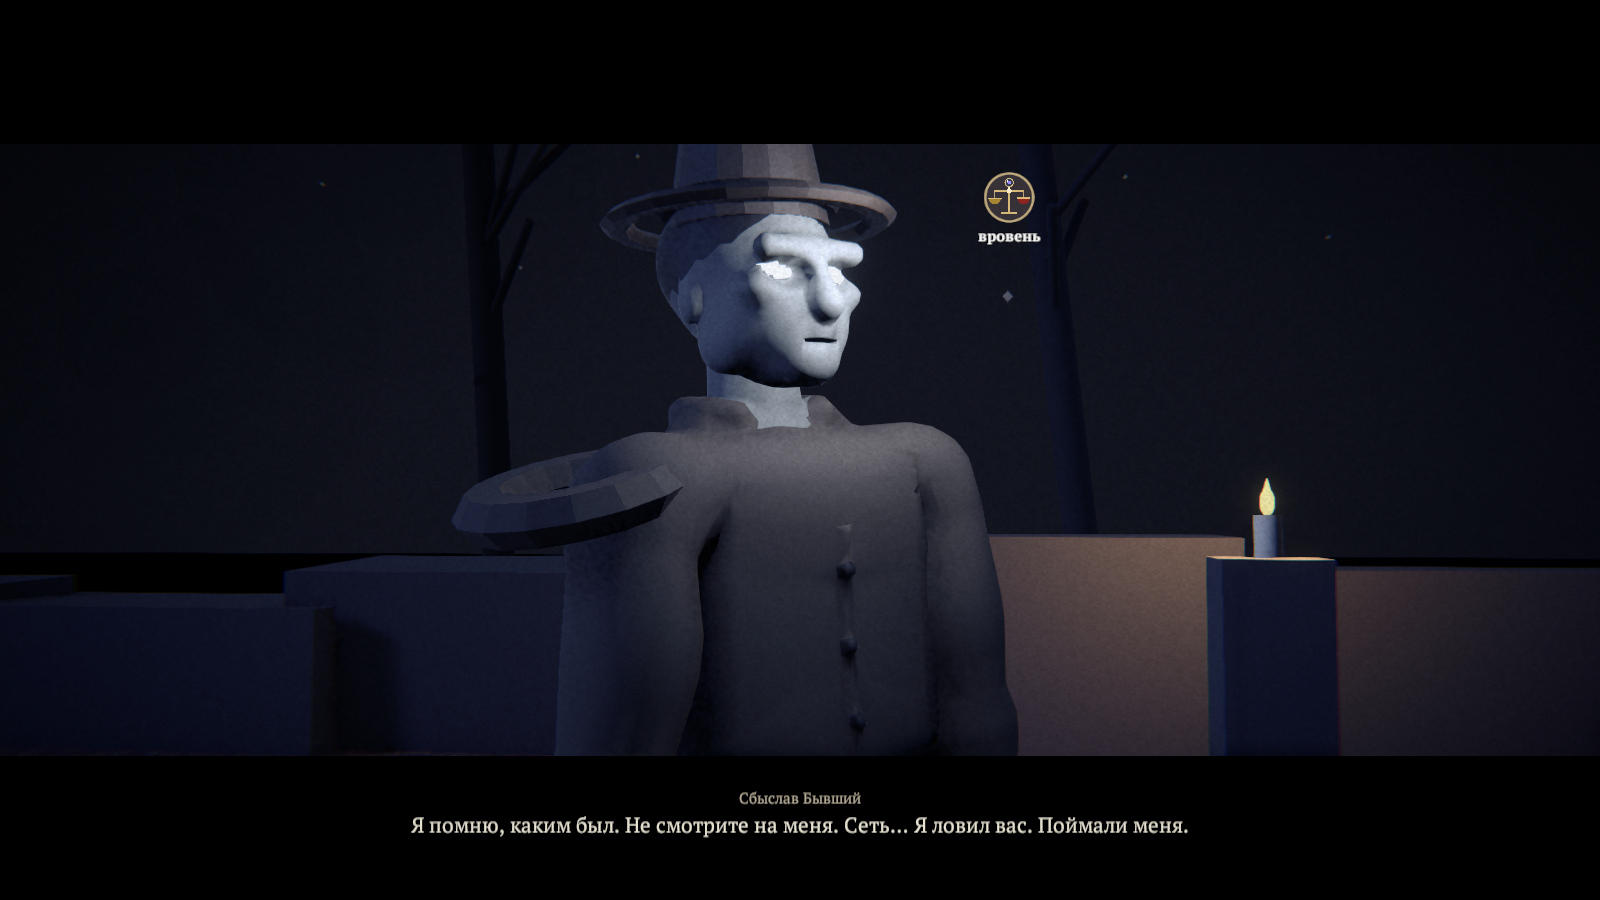 вровень
Сбыслав Бывший
Я помню, каким был. Не смотрите на меня. Сеть... Я ловил вас. Поймали меня.